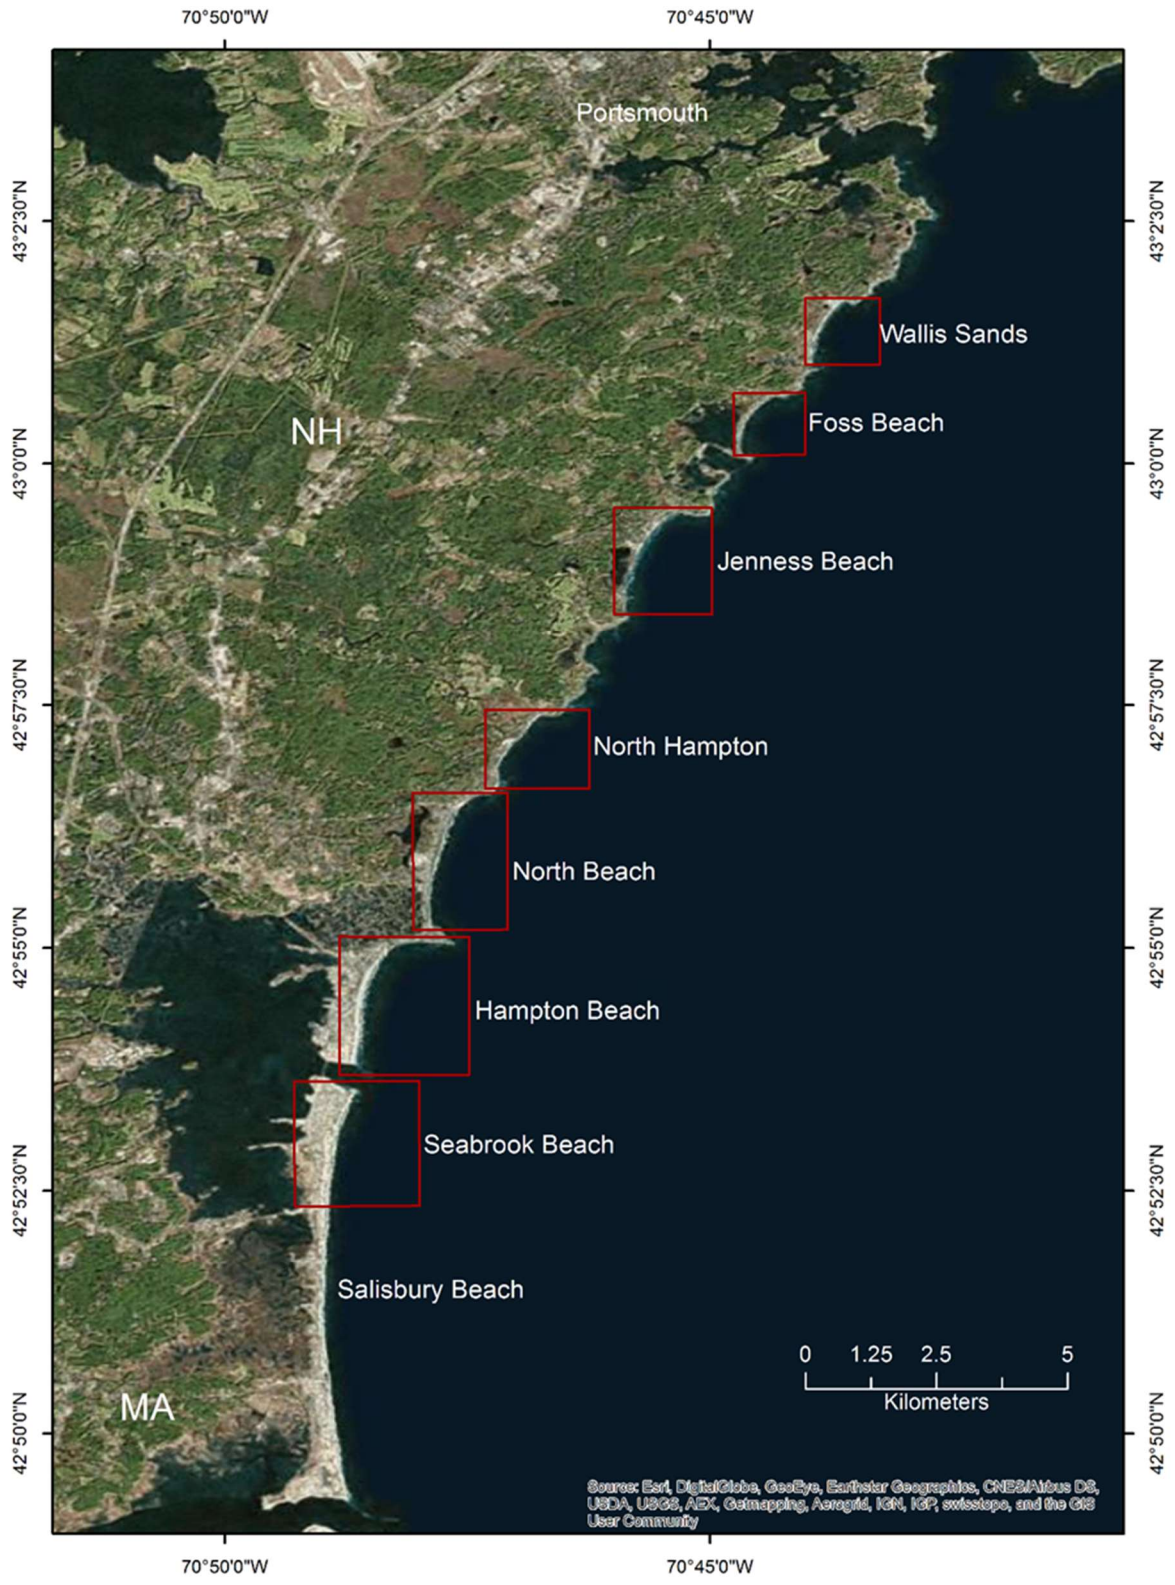 70°50'0"W 70°45'0"W
Portsmouth
43°2'30"N 43°2'30"N
Wallis Sands
Foss Beach
NH
43°0'0"N 43°0'0"N
Jenness Beach
42°57'30"N 42°57'30"N
North Hampton
North Beach
42°55'0"N 42°55'0"N
Hampton Beach
Seabrook Beach
42°52'30"N 42°52'30"N
Salisbury Beach
0 1.25 2.5 5
Kilometers
MA
42°50'0"N 42°50'0"N
Source: Esri, DigitalGlobe, GeoEye, Earthstar Geographics, CNES/Airbus DS,
USDA, USGS, AEX, Getmapping, Aerogrid, IGN, IGP, swisstopo, and the GIS
User Community
70°50'0"W 70°45'0"W